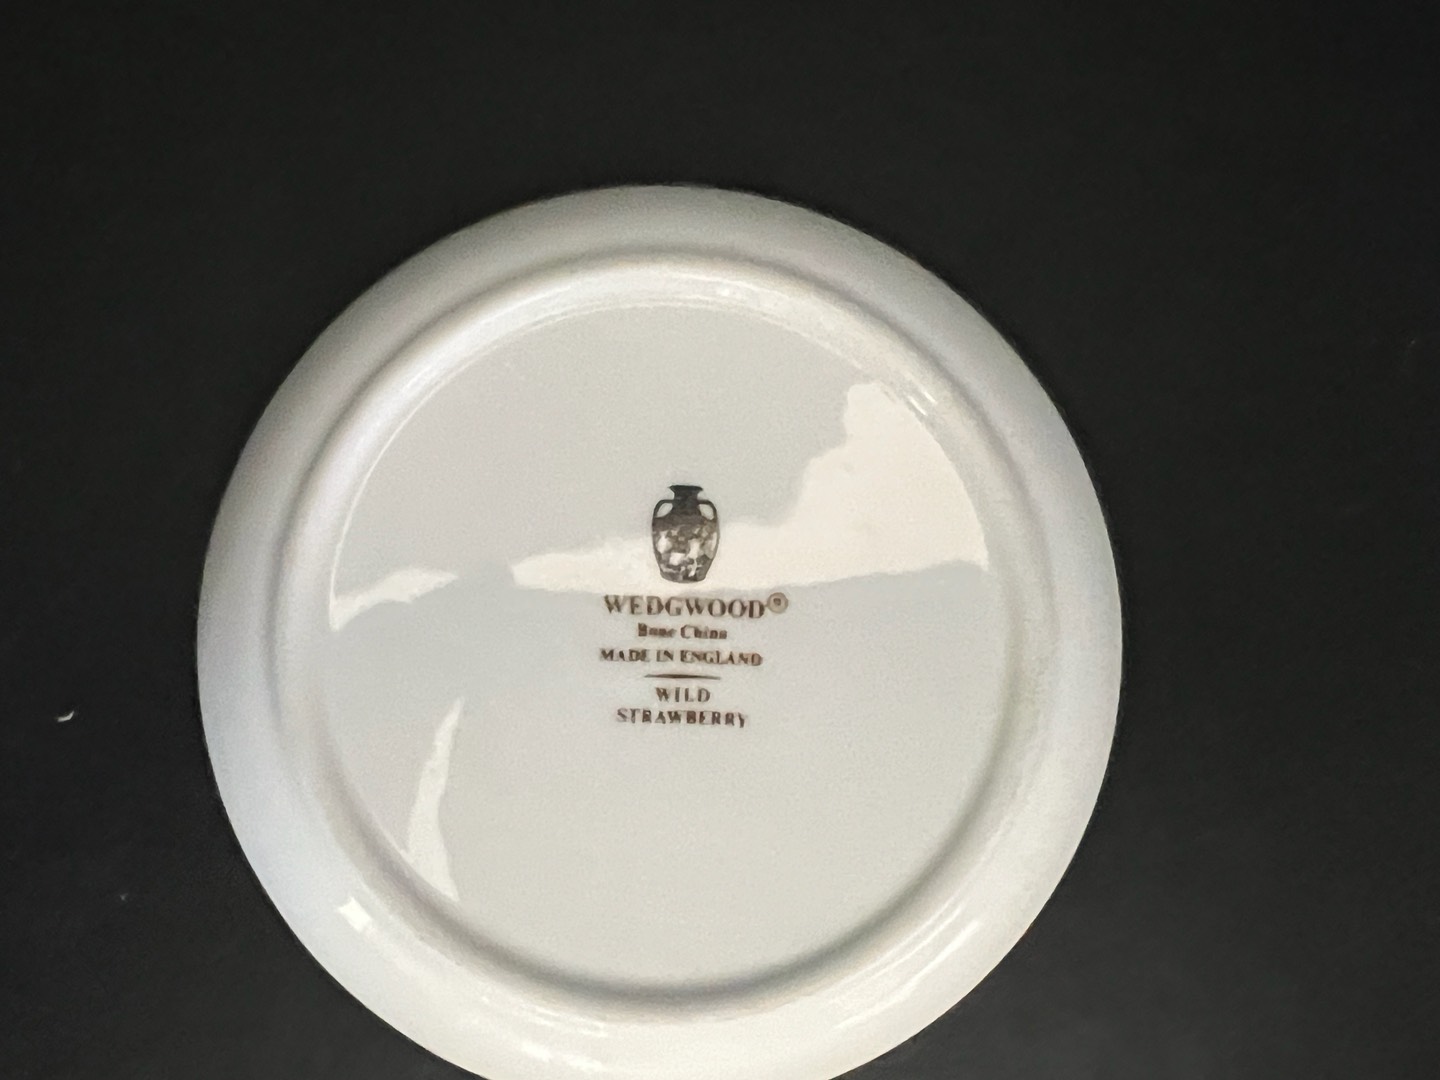 WEDGWOOD®
Bone China
MADE IN ENGLAND
WILD
STRAWBERRY